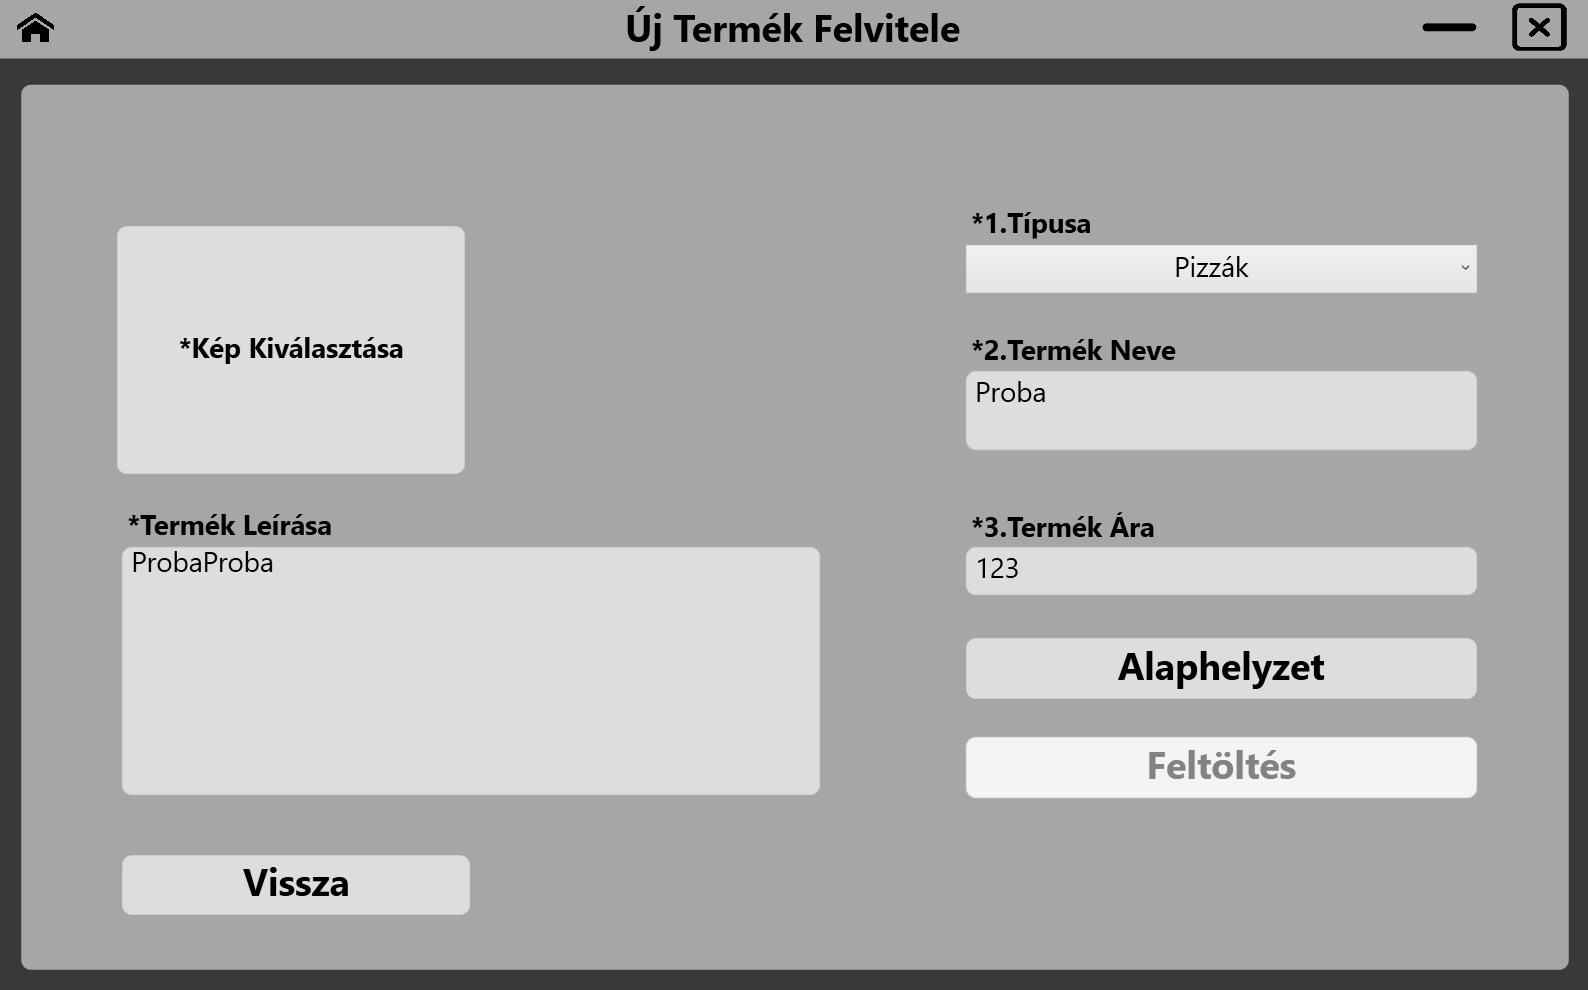 Új Termék Felvitele
*Kép Kiválasztása
*Termék Leírása
ProbaProba
Vissza
*1.Típusa
Pizzák
*2.Termék Neve
Proba
*3.Termék Ára
123
Alaphelyzet
Feltöltés